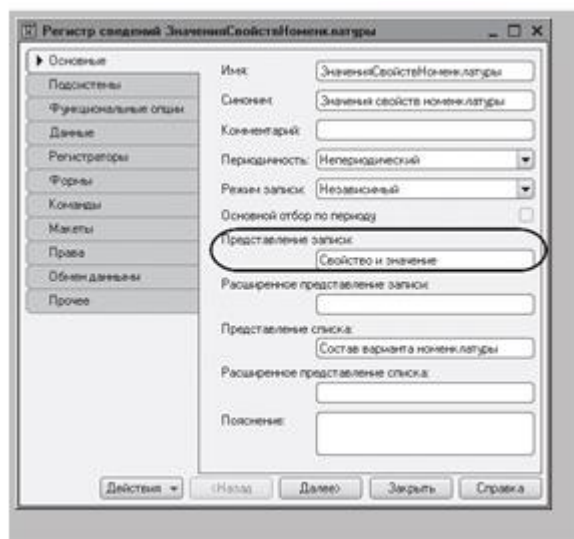 Регистр сведений ЗначенияСвойствНоменклатуры
Основные
Подсистемы
Функциональные опции
Данные
Регистраторы
Формы
Команды
Макеты
Права
Обмен данными
Прочее
Имя: ЗначенияСвойствНоменклатуры
Синоним: Значения свойств номенклатуры
Комментарий:
Периодичность: Непериодический
Режим записи: Независимый
Основной отбор по периоду
Представление записи:
Свойство и значение
Расширенное представление записи:
Представление списка:
Состав варианта номенклатуры
Расширенное представление списка:
Пояснение:
Действия <Назад Далее> Закрыть Справка